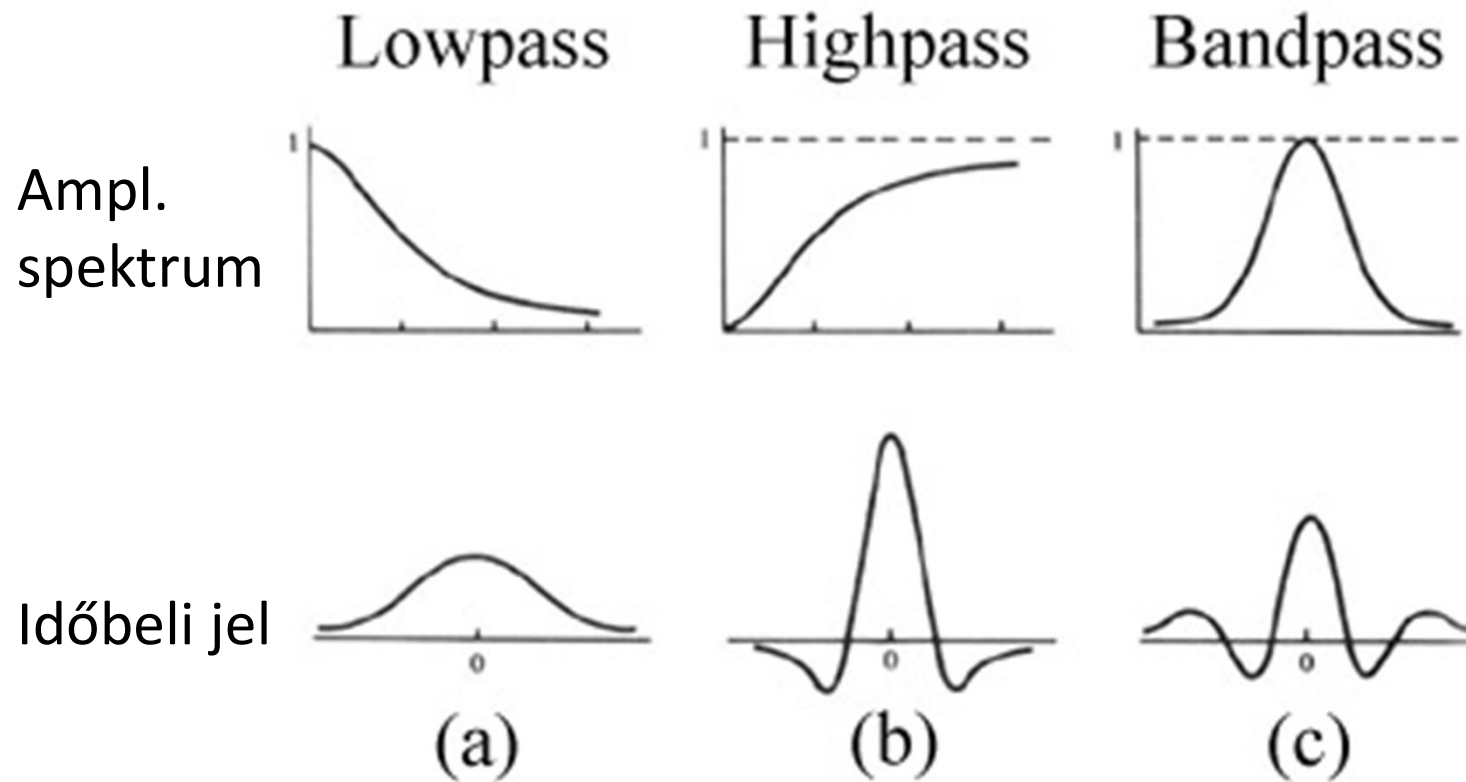 Lowpass Highpass Bandpass
1 1 1
Ampl.
spektrum
Időbeli jel
0 0 0
(a) (b) (c)